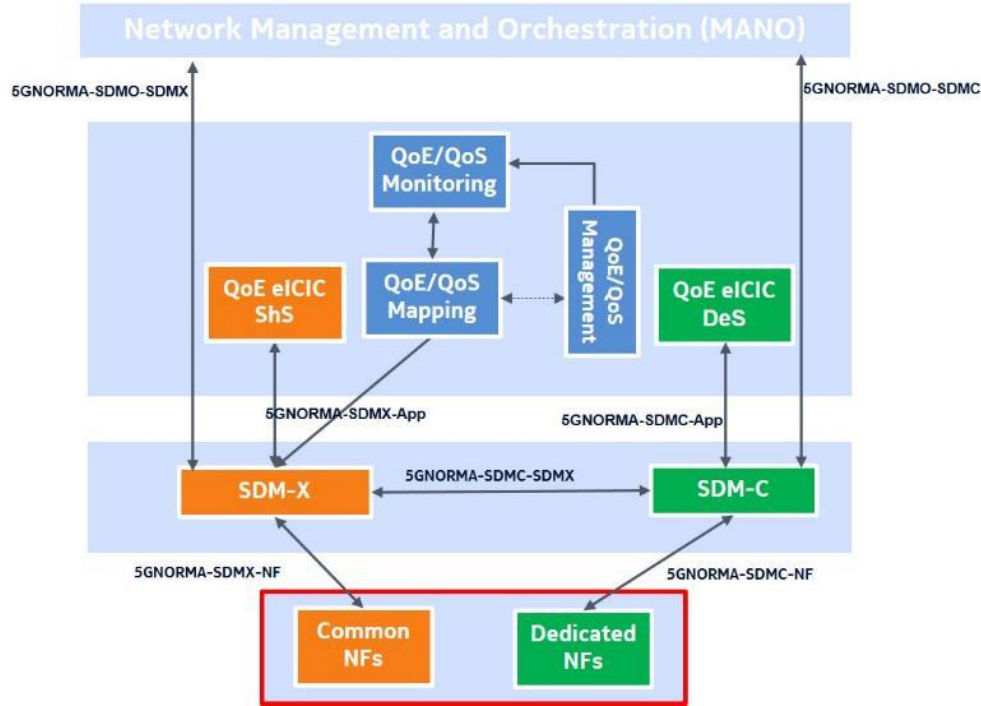 Network Management and Orchestration (MANO)
5GNORMA-SDMO-SDMX
5GNORMA-SDMO-SDMC
QoE/QoS
Monitoring
QoE/QoS
Management
QoE eICIC
ShS
QoE/QoS
Mapping
QoE eICIC
DeS
5GNORMA-SDMX-App
5GNORMA-SDMC-App
SDM-X
5GNORMA-SDMC-SDMX
SDM-C
5GNORMA-SDMX-NF
5GNORMA-SDMC-NF
Common
NFs
Dedicated
NFs